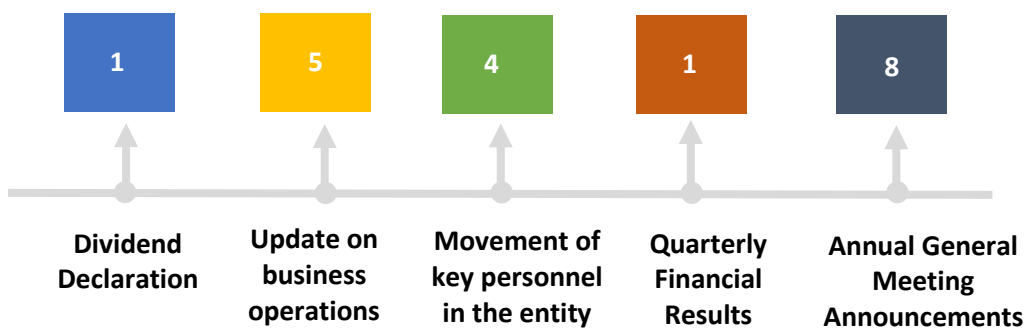 1
5
4
1
8
Dividend
Declaration
Update on
business
operations
Movement of
key personnel
in the entity
Quarterly
Financial
Results
Annual General
Meeting
Announcements